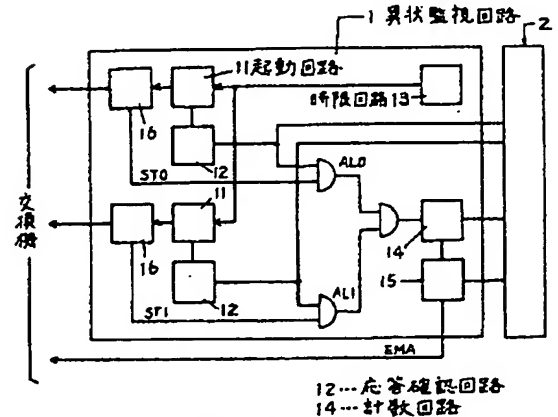 1 異状監視回路
2
11 起動回路
時限回路 13
16
12
ST0
AL0
11
交換機
14
16
15
12
ST1
AL1
EMA
12…応答確認回路
14…計数回路